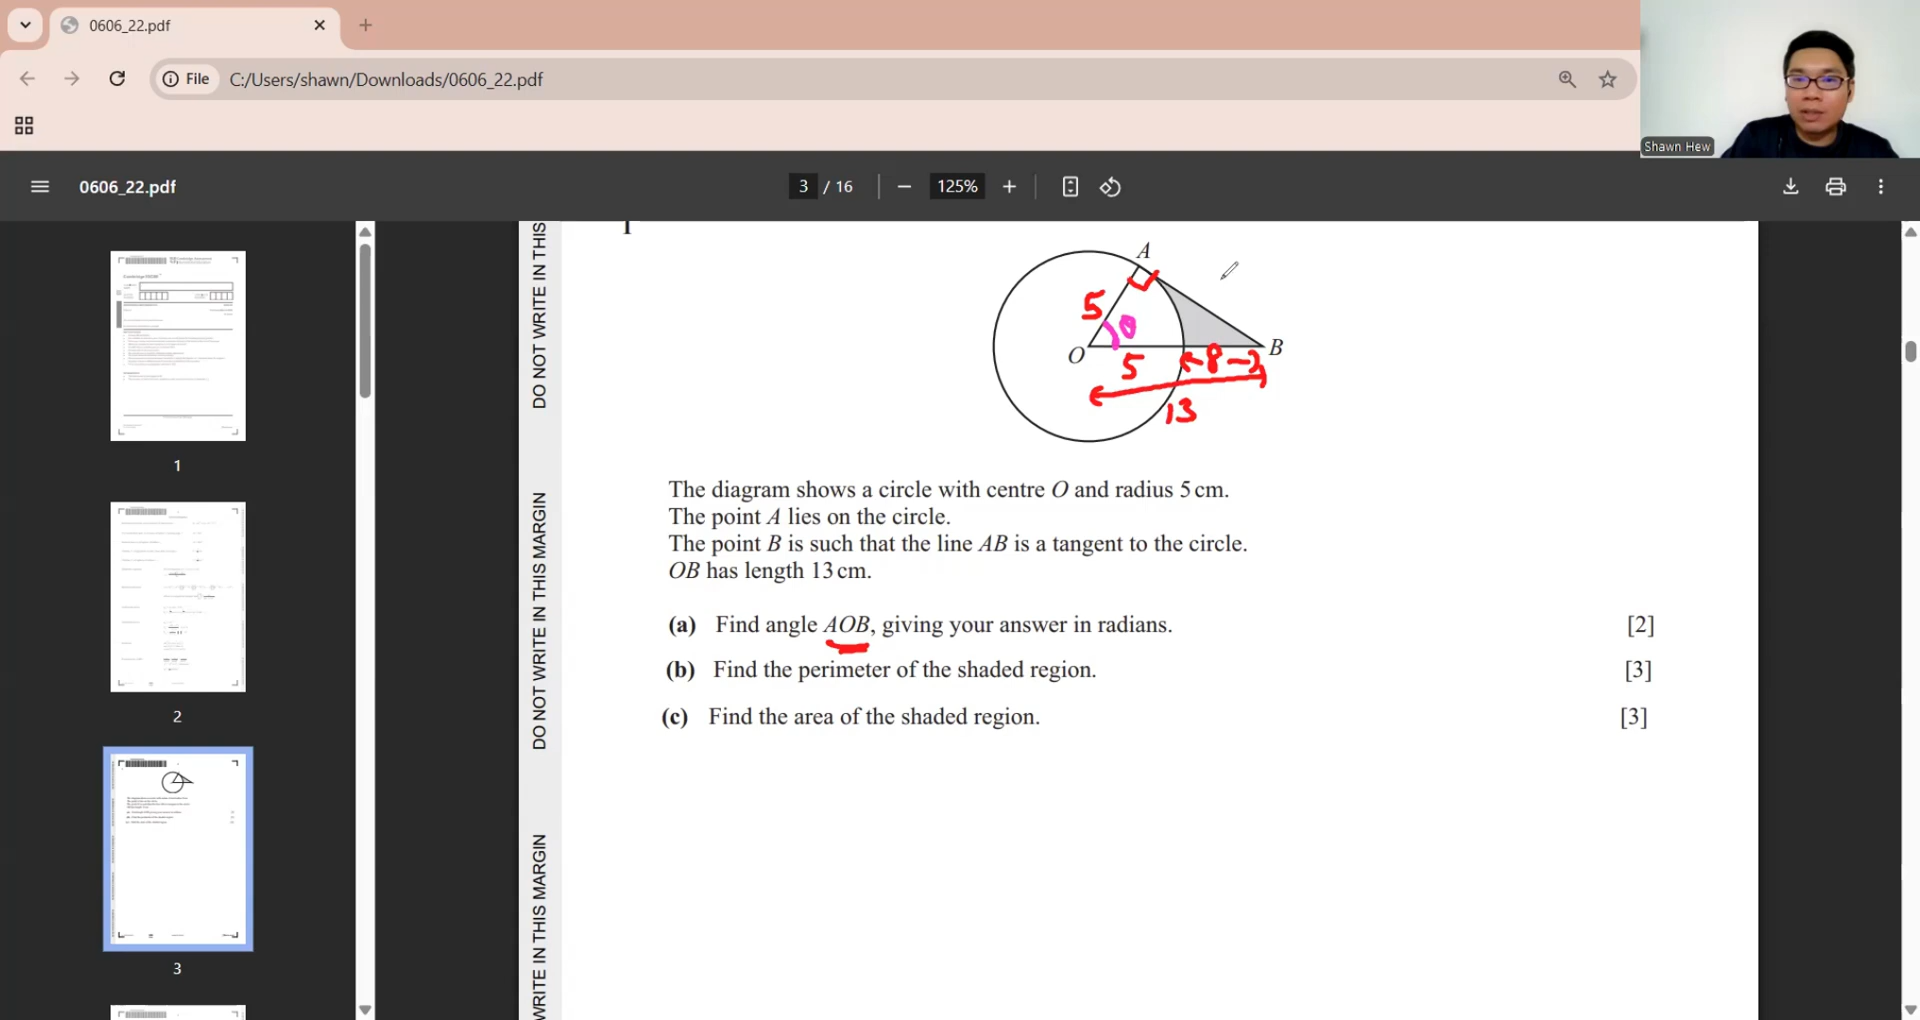 0606_22.pdf
File C:/Users/shawn/Downloads/0606_22.pdf
Shawn Hew
0606_22.pdf
3 / 16
125%
1
2
3
DO NOT WRITE IN THIS
DO NOT WRITE IN THIS MARGIN
WRITE IN THIS MARGIN
1
A
5
θ
O
5
8
B
13
The diagram shows a circle with centre O and radius 5 cm.
The point A lies on the circle.
The point B is such that the line AB is a tangent to the circle.
OB has length 13 cm.
(a) Find angle AOB, giving your answer in radians. [2]
(b) Find the perimeter of the shaded region. [3]
(c) Find the area of the shaded region. [3]